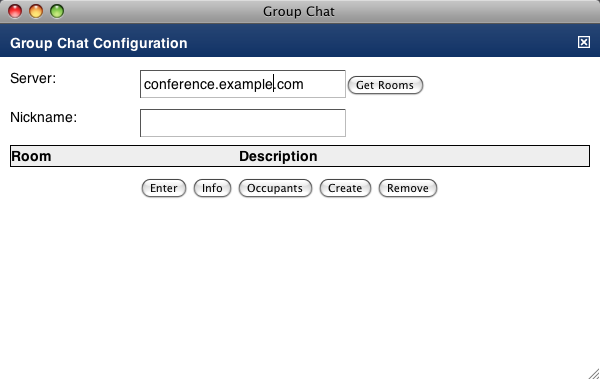 Group Chat
Group Chat Configuration
Server: conference.example.com Get Rooms
Nickname:
Room Description
Enter Info Occupants Create Remove